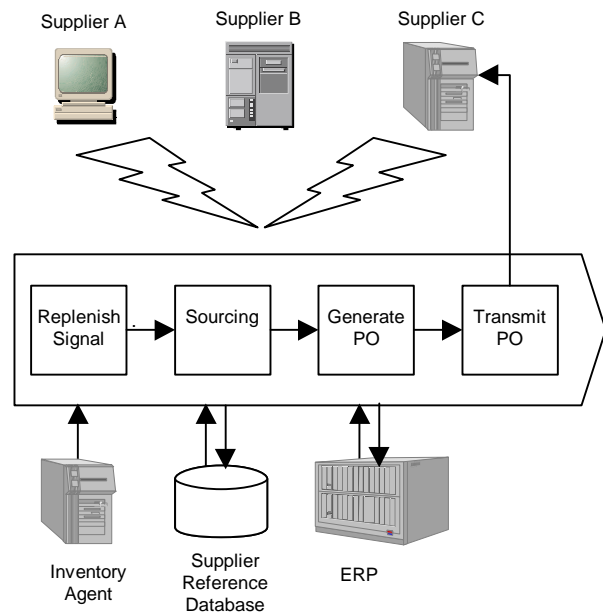 Supplier A
Supplier B
Supplier C
Replenish
Signal
Sourcing
Generate
PO
Transmit
PO
Inventory
Agent
Supplier
Reference
Database
ERP